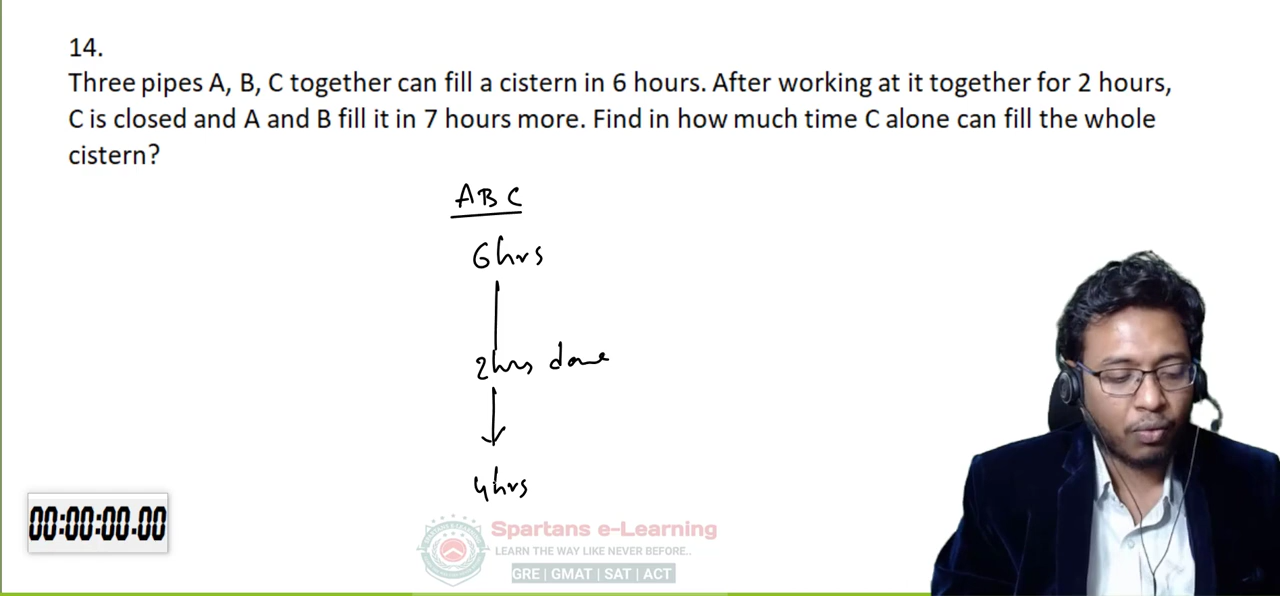 14.
Three pipes A, B, C together can fill a cistern in 6 hours. After working at it together for 2 hours,
C is closed and A and B fill it in 7 hours more. Find in how much time C alone can fill the whole
cistern?
A B C
6hrs
2hrs done
4hrs
00:00:00.00
Spartans e-Learning
LEARN THE WAY LIKE NEVER BEFORE..
GRE | GMAT | SAT | ACT